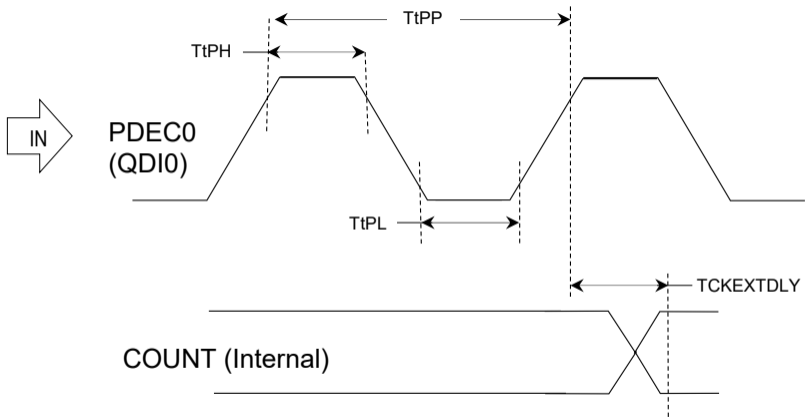 TtPP
TtPH
IN
PDEC0
(QDI0)
TtPL
TCKEXTDLY
COUNT (Internal)